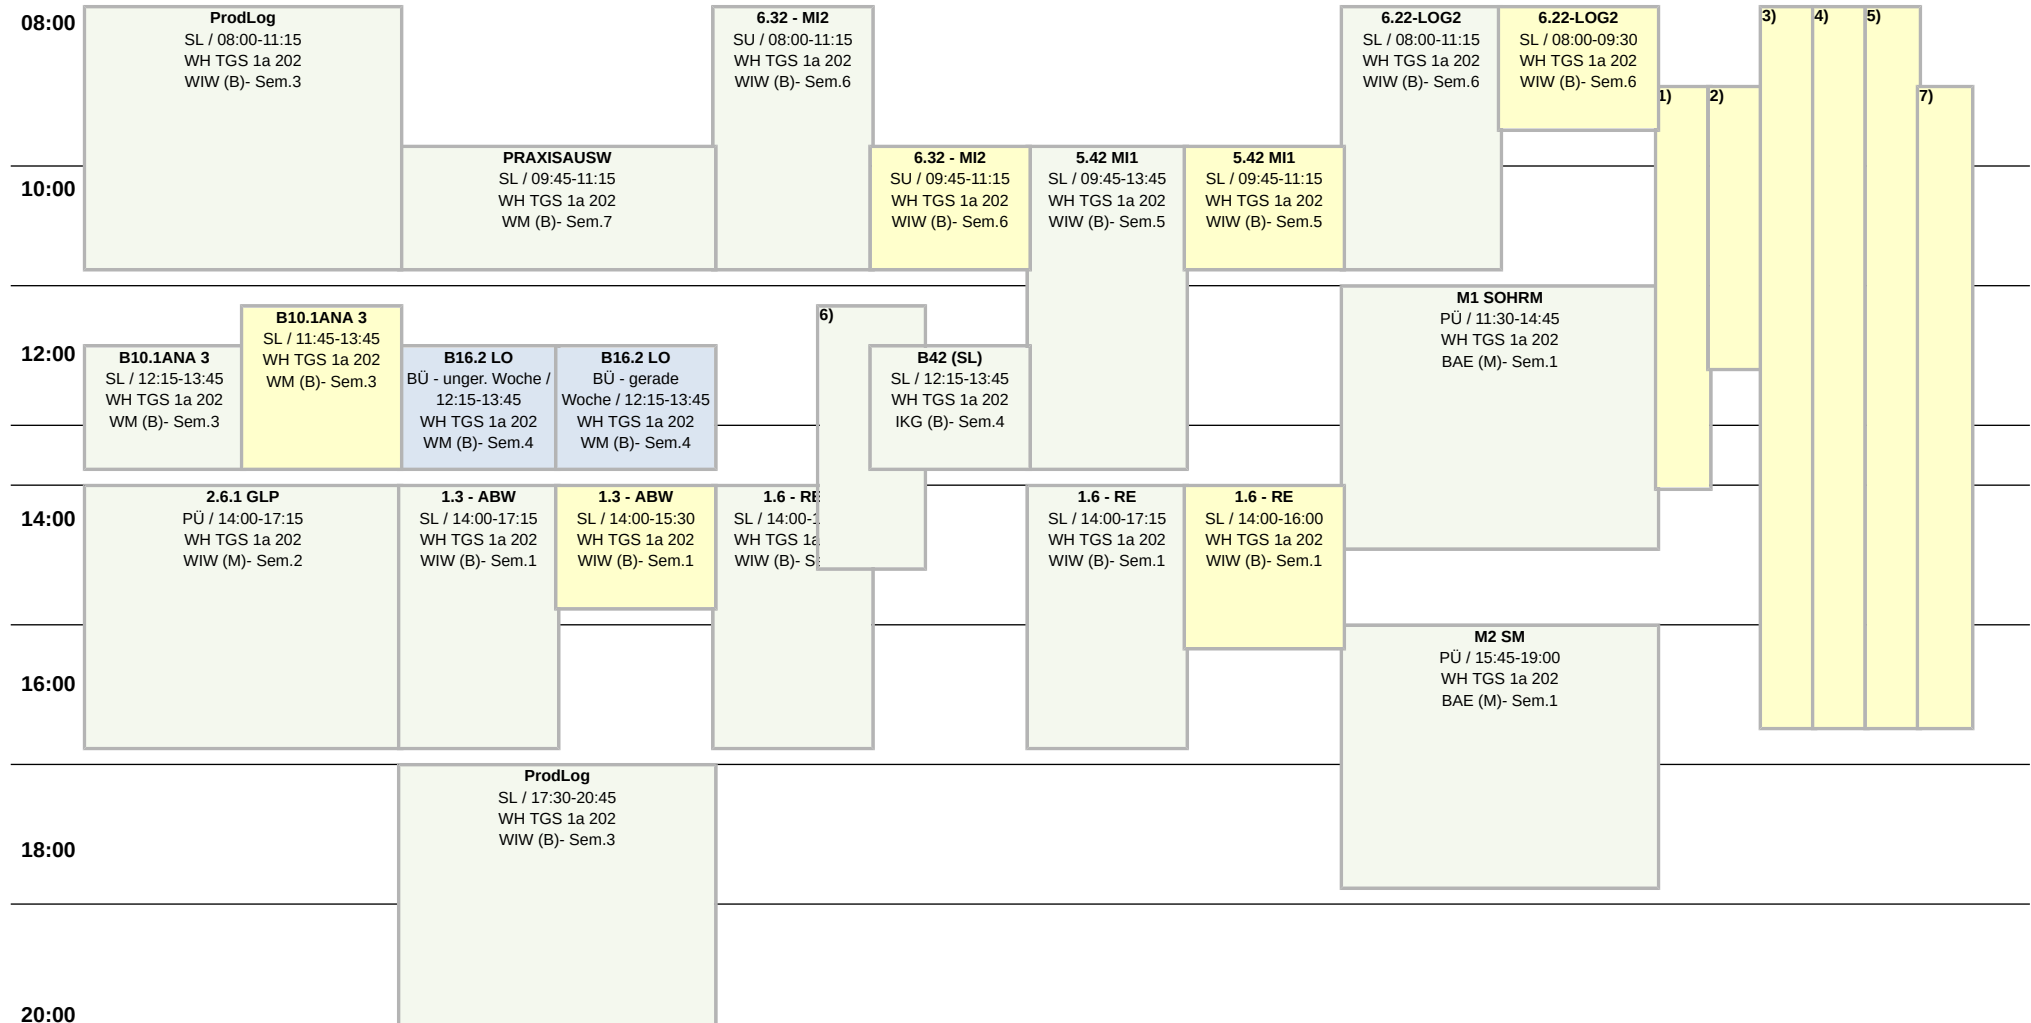 08:00
10:00
12:00
14:00
16:00
18:00
20:00
ProdLog
SL / 08:00-11:15
WH TGS 1a 202
WIW (B)- Sem.3
B10.1ANA 3
SL / 12:15-13:45
WH TGS 1a 202
WM (B)- Sem.3
B10.1ANA 3
SL / 11:45-13:45
WH TGS 1a 202
WM (B)- Sem.3
2.6.1 GLP
PÜ / 14:00-17:15
WH TGS 1a 202
WIW (M)- Sem.2
PRAXISAUSW
SL / 09:45-11:15
WH TGS 1a 202
WM (B)- Sem.7
B16.2 LO
BÜ - unger. Woche /
12:15-13:45
WH TGS 1a 202
WM (B)- Sem.4
B16.2 LO
BÜ - gerade
Woche / 12:15-13:45
WH TGS 1a 202
WM (B)- Sem.4
1.3 - ABW
SL / 14:00-17:15
WH TGS 1a 202
WIW (B)- Sem.1
1.3 - ABW
SL / 14:00-15:30
WH TGS 1a 202
WIW (B)- Sem.1
ProdLog
SL / 17:30-20:45
WH TGS 1a 202
WIW (B)- Sem.3
6.32 - MI2
SU / 08:00-11:15
WH TGS 1a 202
WIW (B)- Sem.6
6.32 - MI2
SU / 09:45-11:15
WH TGS 1a 202
WIW (B)- Sem.6
6)
B42 (SL)
SL / 12:15-13:45
WH TGS 1a 202
IKG (B)- Sem.4
1.6 - RE
SL / 14:00-1
WH TGS 1a
WIW (B)- S
5.42 MI1
SL / 09:45-13:45
WH TGS 1a 202
WIW (B)- Sem.5
5.42 MI1
SL / 09:45-11:15
WH TGS 1a 202
WIW (B)- Sem.5
1.6 - RE
SL / 14:00-17:15
WH TGS 1a 202
WIW (B)- Sem.1
1.6 - RE
SL / 14:00-16:00
WH TGS 1a 202
WIW (B)- Sem.1
6.22-LOG2
SL / 08:00-11:15
WH TGS 1a 202
WIW (B)- Sem.6
6.22-LOG2
SL / 08:00-09:30
WH TGS 1a 202
WIW (B)- Sem.6
M1 SOHRM
PÜ / 11:30-14:45
WH TGS 1a 202
BAE (M)- Sem.1
M2 SM
PÜ / 15:45-19:00
WH TGS 1a 202
BAE (M)- Sem.1
1)
2)
3)
4)
5)
7)